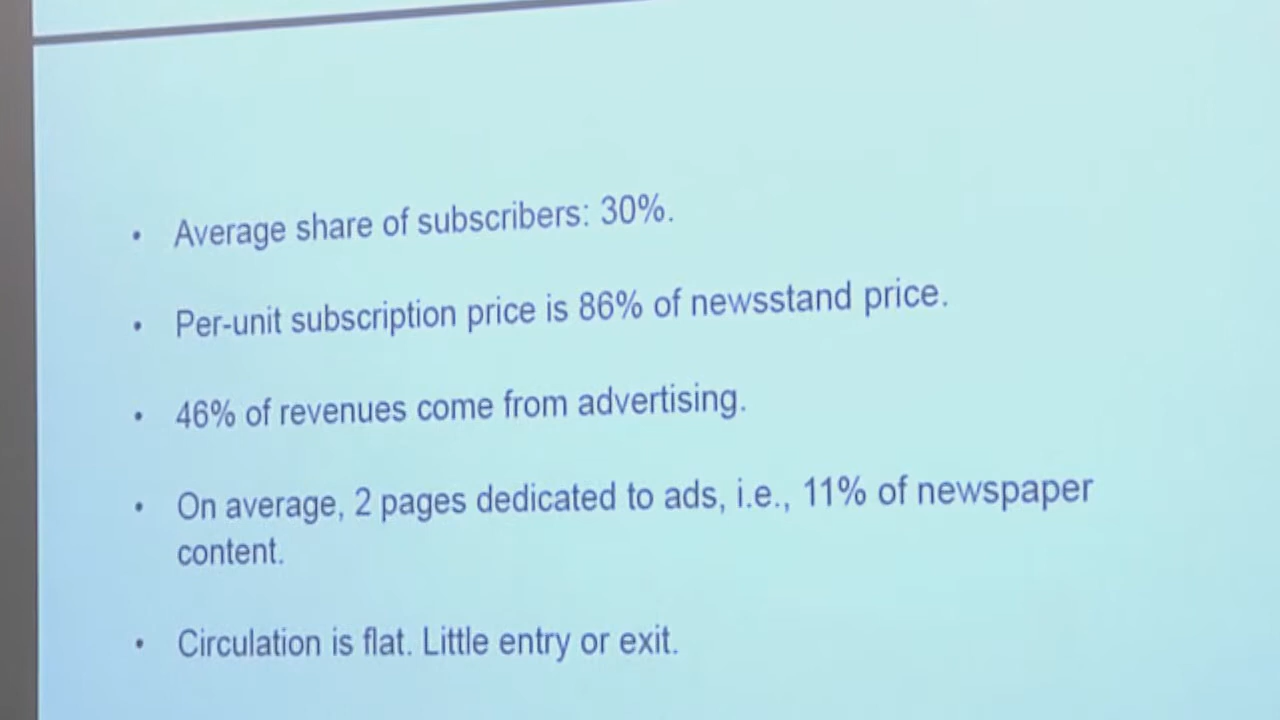 • Average share of subscribers: 30%.
• Per-unit subscription price is 86% of newsstand price.
• 46% of revenues come from advertising.
• On average, 2 pages dedicated to ads, i.e., 11% of newspaper
content.
• Circulation is flat. Little entry or exit.